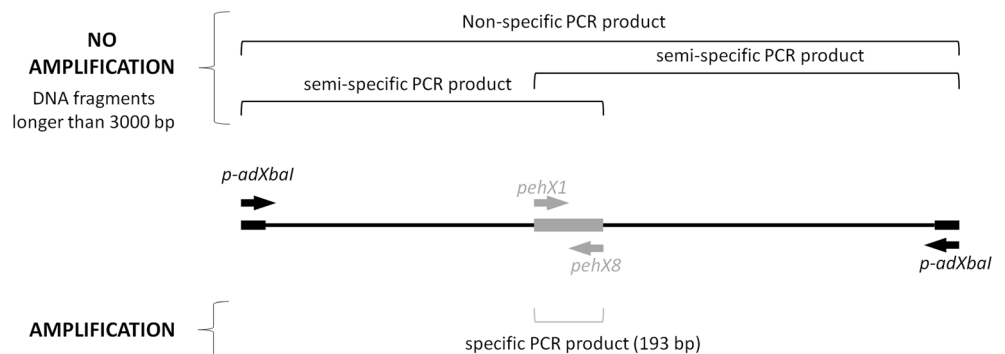 Non-specific PCR product
NO
AMPLIFICATION
DNA fragments
longer than 3000 bp
semi-specific PCR product
semi-specific PCR product
p-adXbaI
pehX1
pehX8
p-adXbaI
AMPLIFICATION
specific PCR product (193 bp)